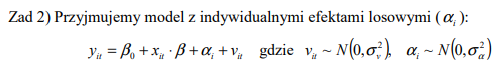 Zad 2) Przyjmujemy model z indywidualnymi efektami losowymi (αᵢ):
yᵢₜ = β₀ + xᵢₜ · β + αᵢ + vᵢₜ gdzie vᵢₜ ~ N(0,σᵥ²), αᵢ ~ N(0,σ_α²)